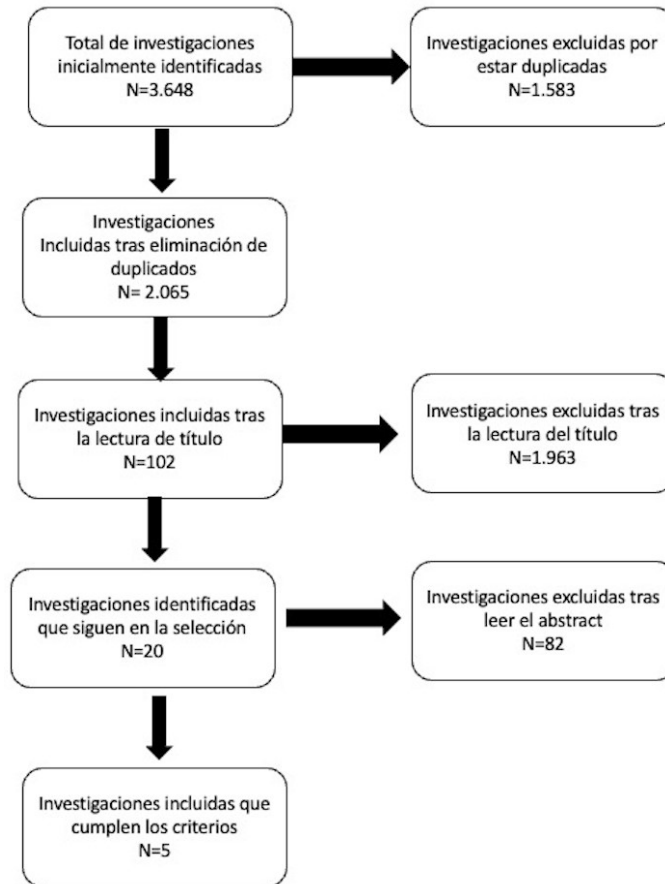 Total de investigaciones
inicialmente identificadas
N=3.648
Investigaciones excluidas por
estar duplicadas
N=1.583
Investigaciones
Incluidas tras eliminación de
duplicados
N= 2.065
Investigaciones incluidas tras
la lectura de título
N=102
Investigaciones excluidas tras
la lectura del título
N=1.963
Investigaciones identificadas
que siguen en la selección
N=20
Investigaciones excluidas tras
leer el abstract
N=82
Investigaciones incluidas que
cumplen los criterios
N=5